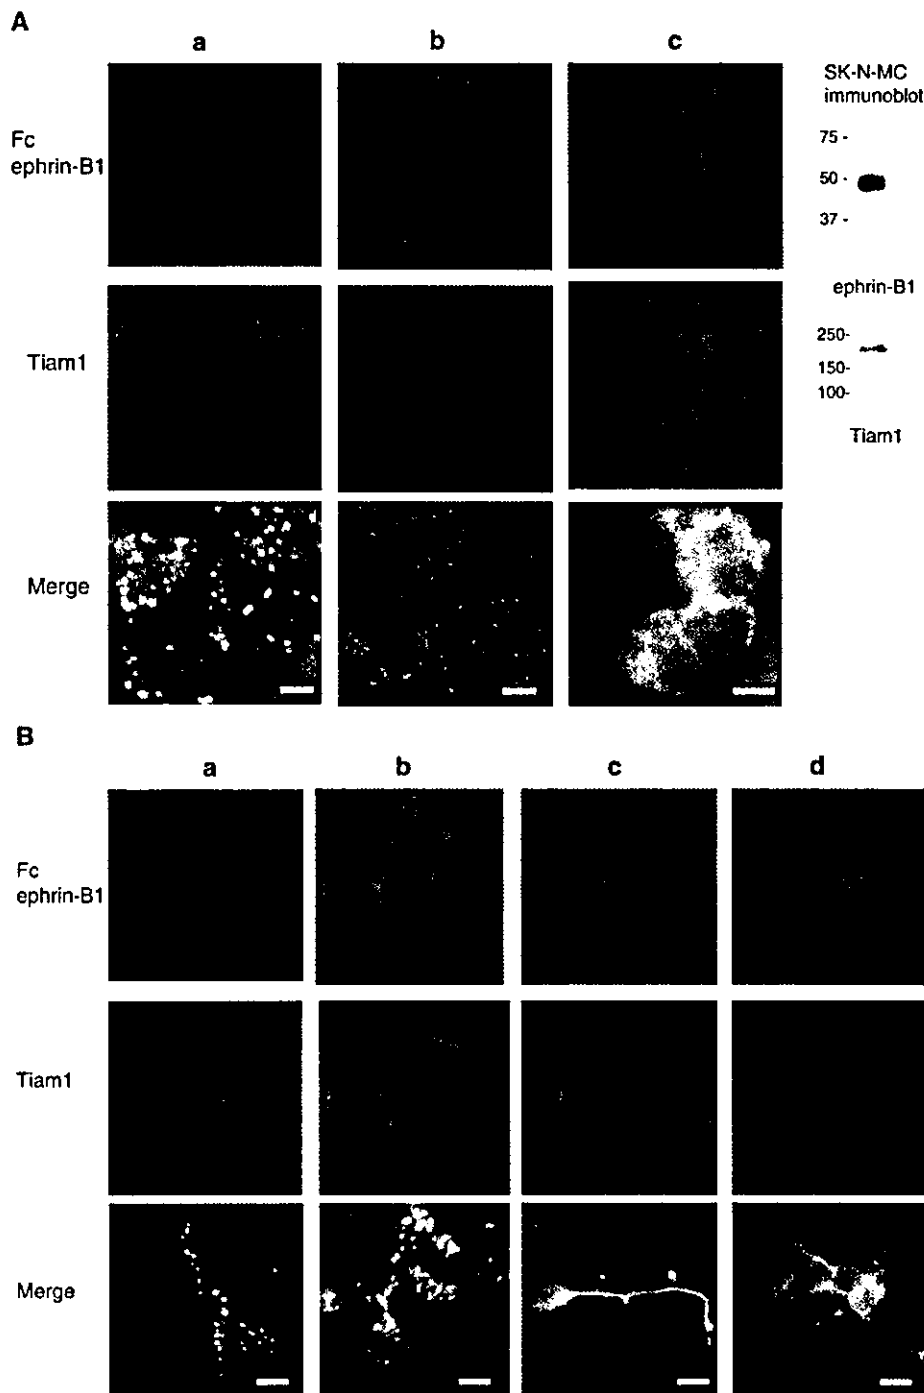 A
a b c
Fc
ephrin-B1
SK-N-MC
immunoblot
75 -
50 -
37 -
ephrin-B1
Tiam1
250-
150-
100-
Tiam1
Merge
B
a b c d
Fc
ephrin-B1
Tiam1
Merge